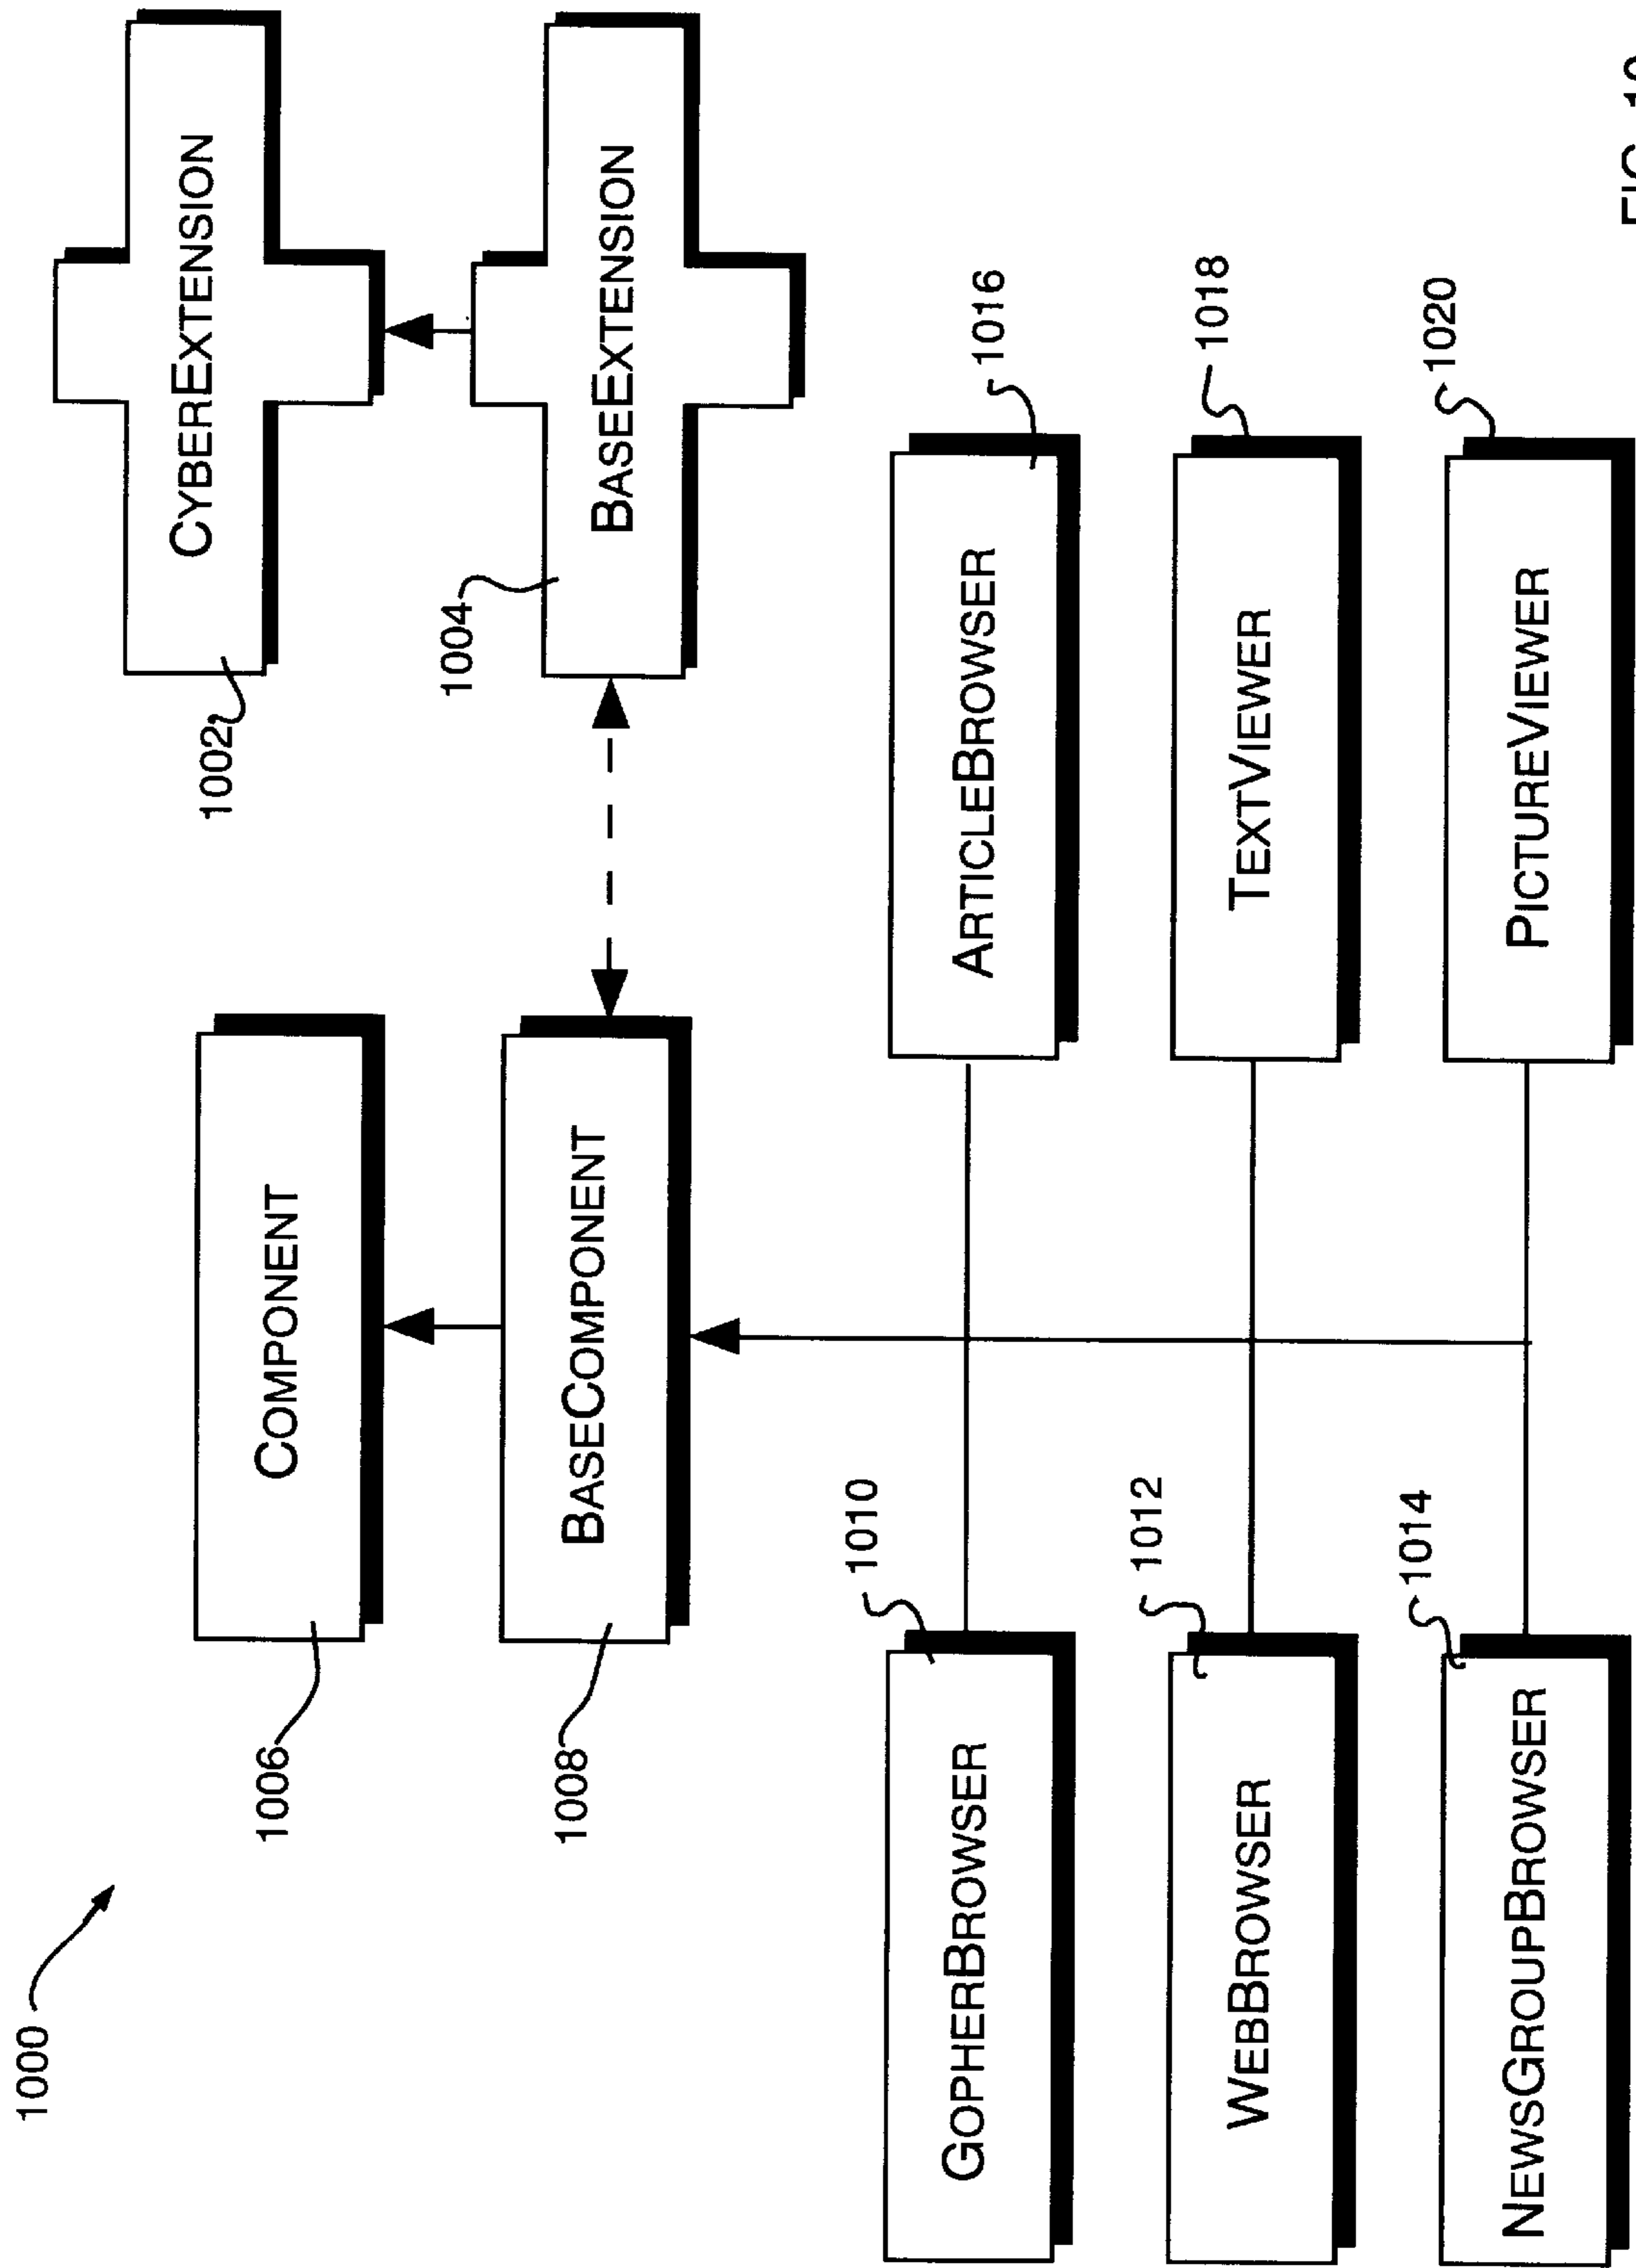 1000
1002
CyberExtension
1006
Component
1004
1008
BaseComponent
BaseExtension
1010
1016
GopherBrowser
ArticleBrowser
1012
1018
WebBrowser
TextViewer
1014
1020
NewsGroupBrowser
PictureViewer